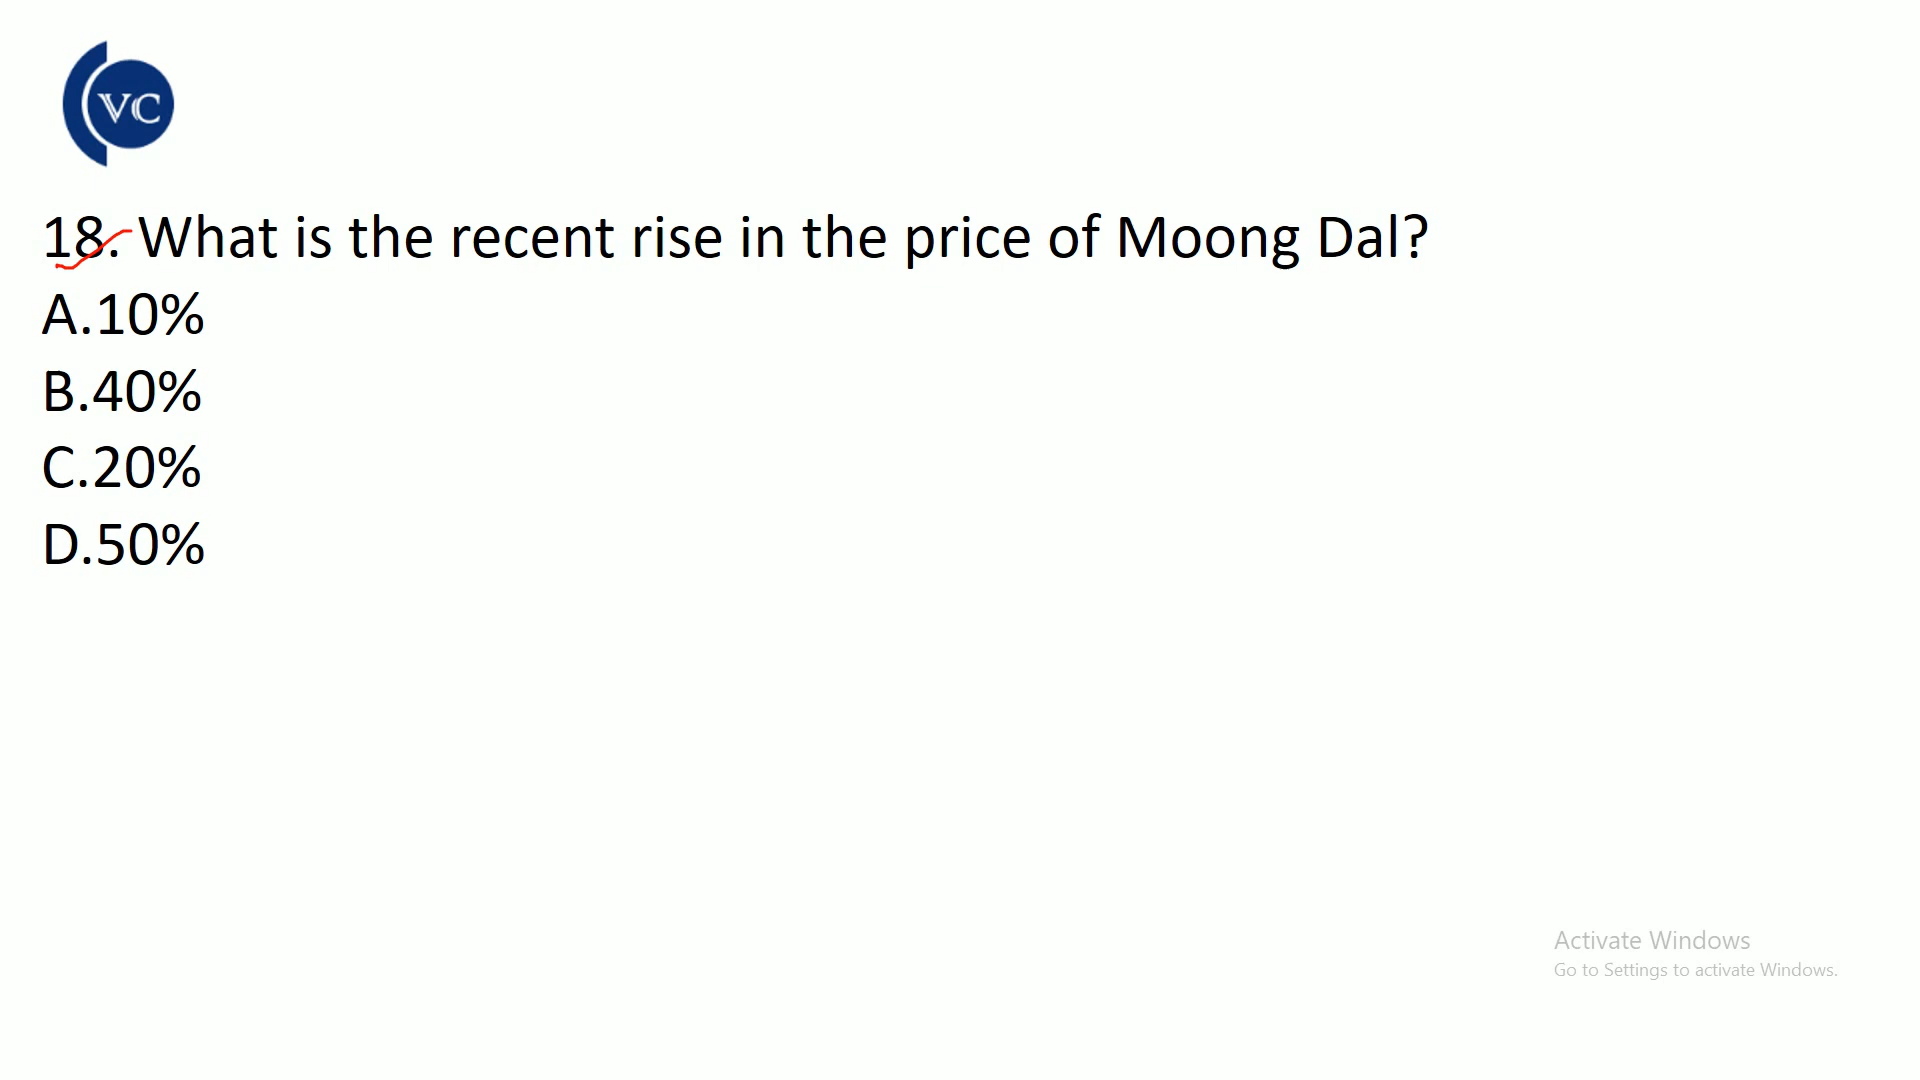 VC
18. What is the recent rise in the price of Moong Dal?
A.10%
B.40%
C.20%
D.50%
Activate Windows
Go to Settings to activate Windows.